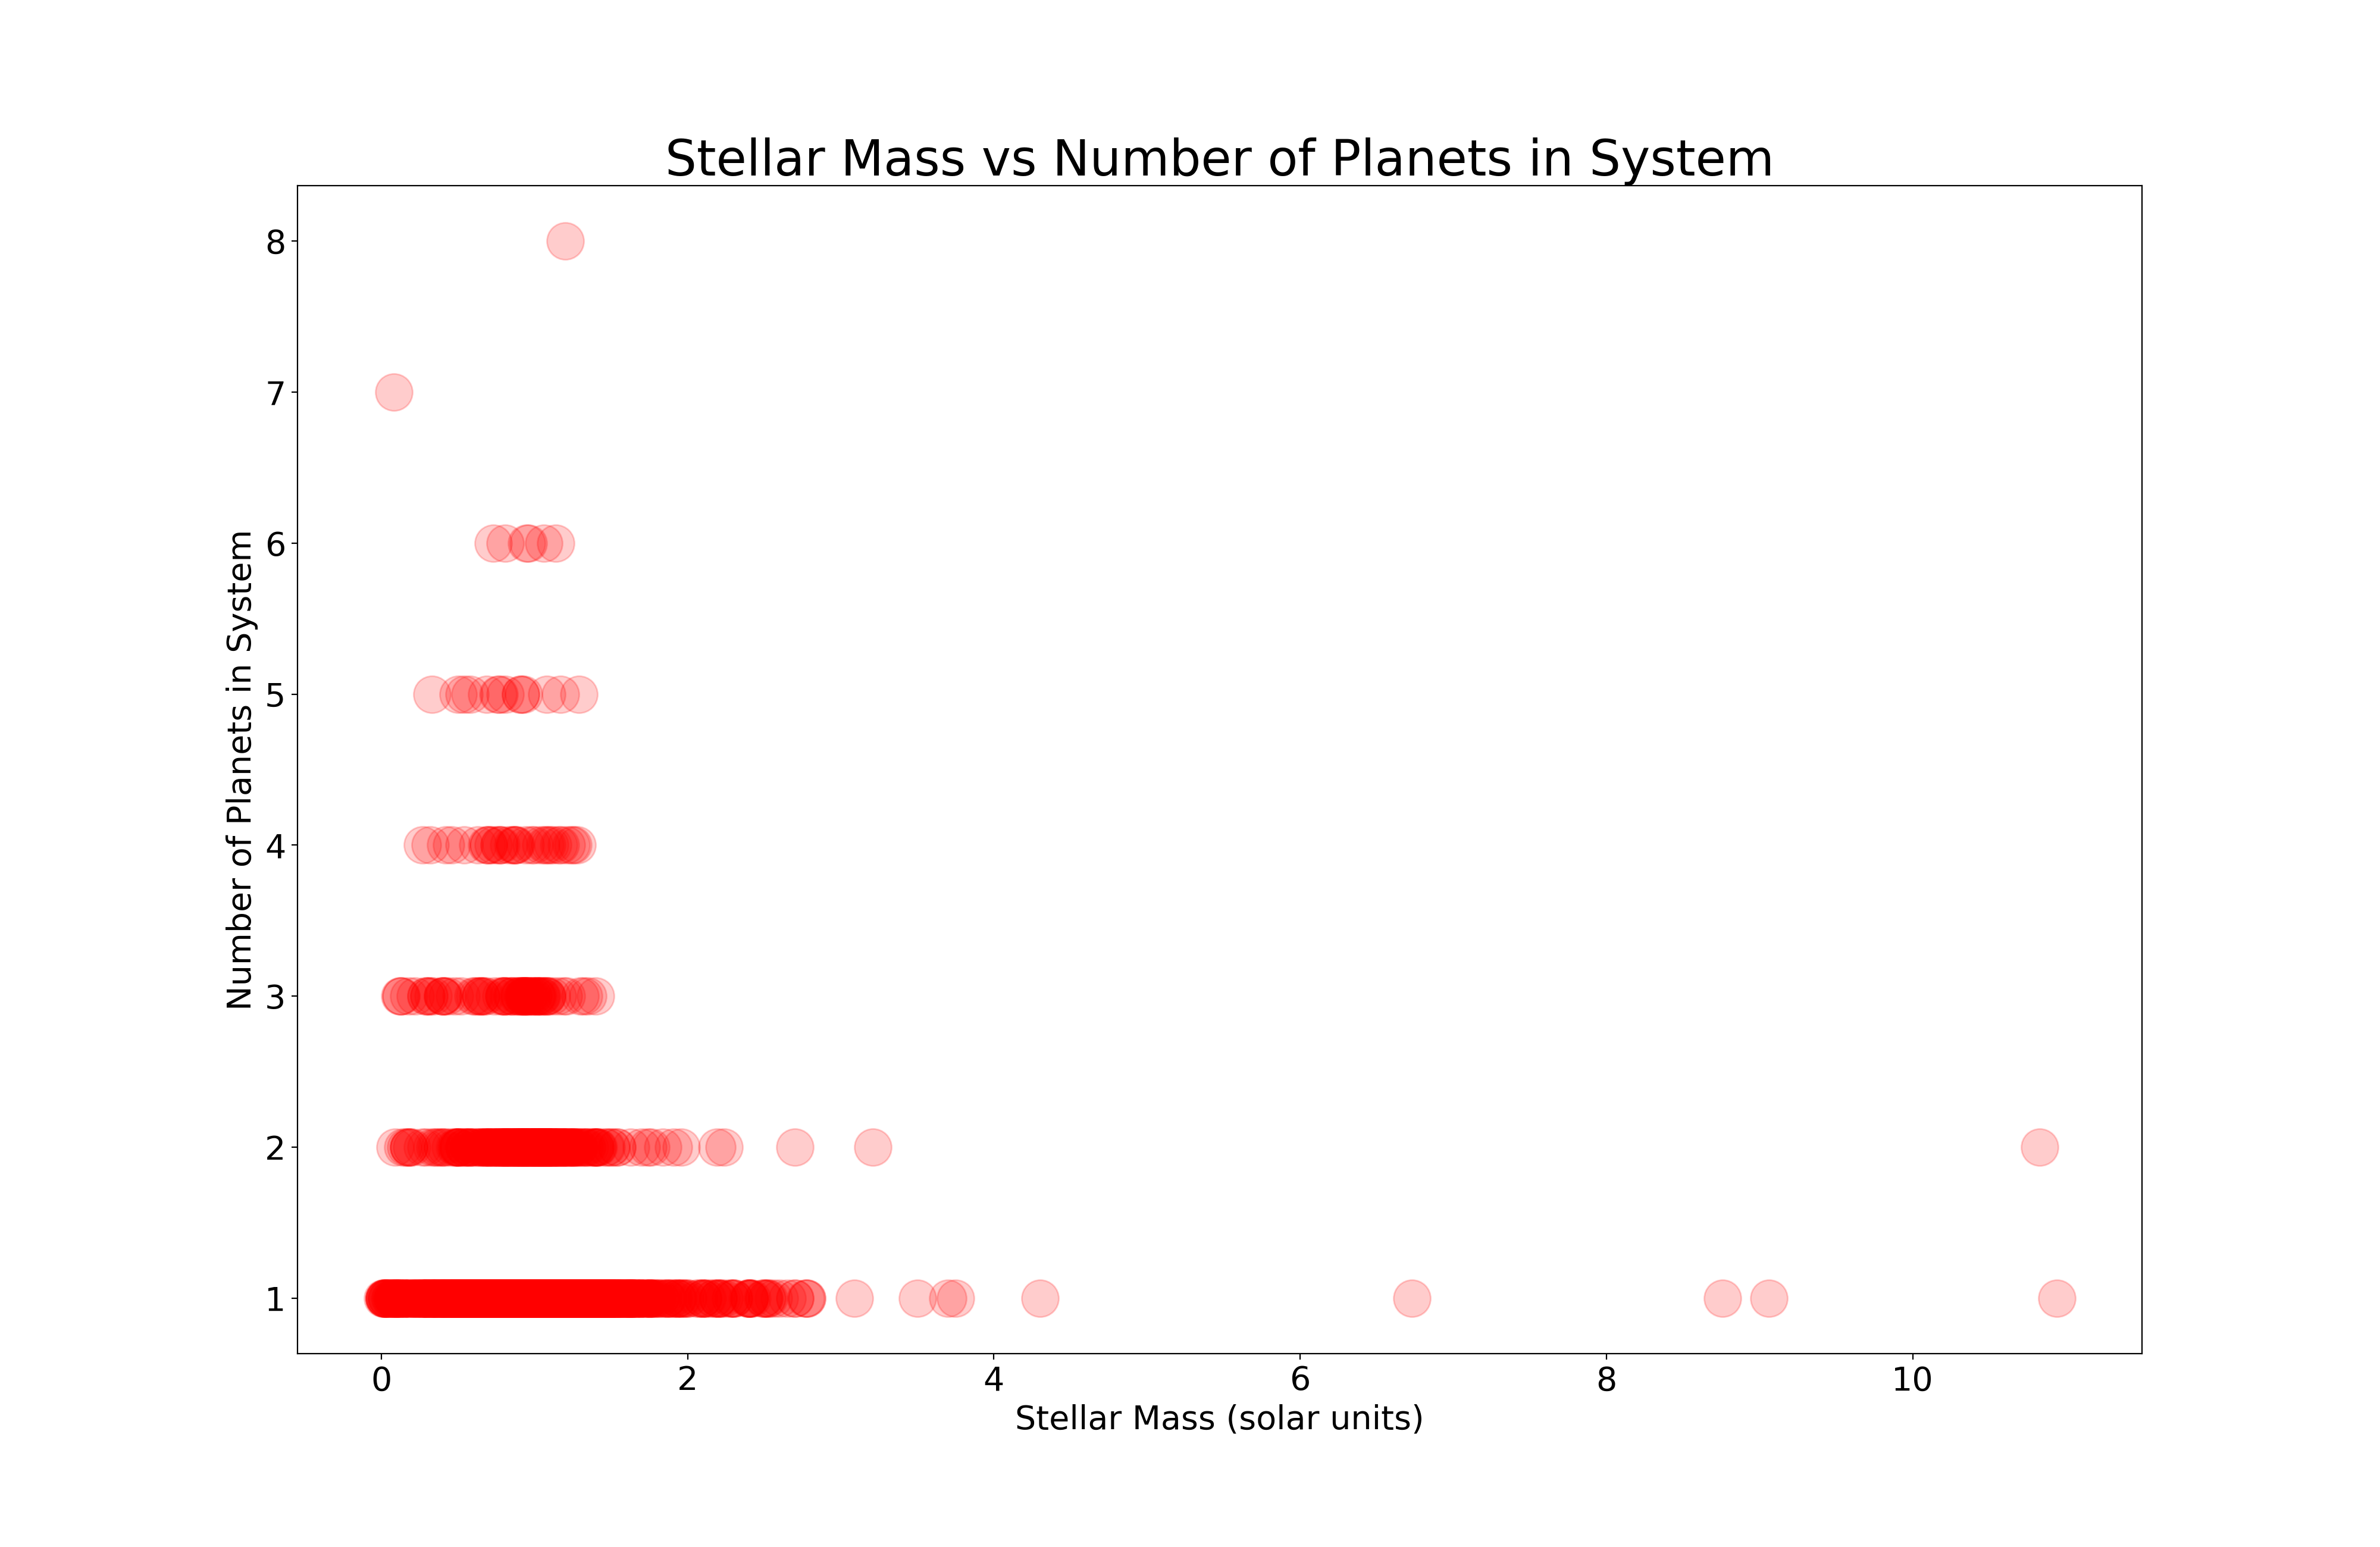 Stellar Mass vs Number of Planets in System
Number of Planets in System
8
7
6
5
4
3
2
1
0 2 4 6 8 10
Stellar Mass (solar units)